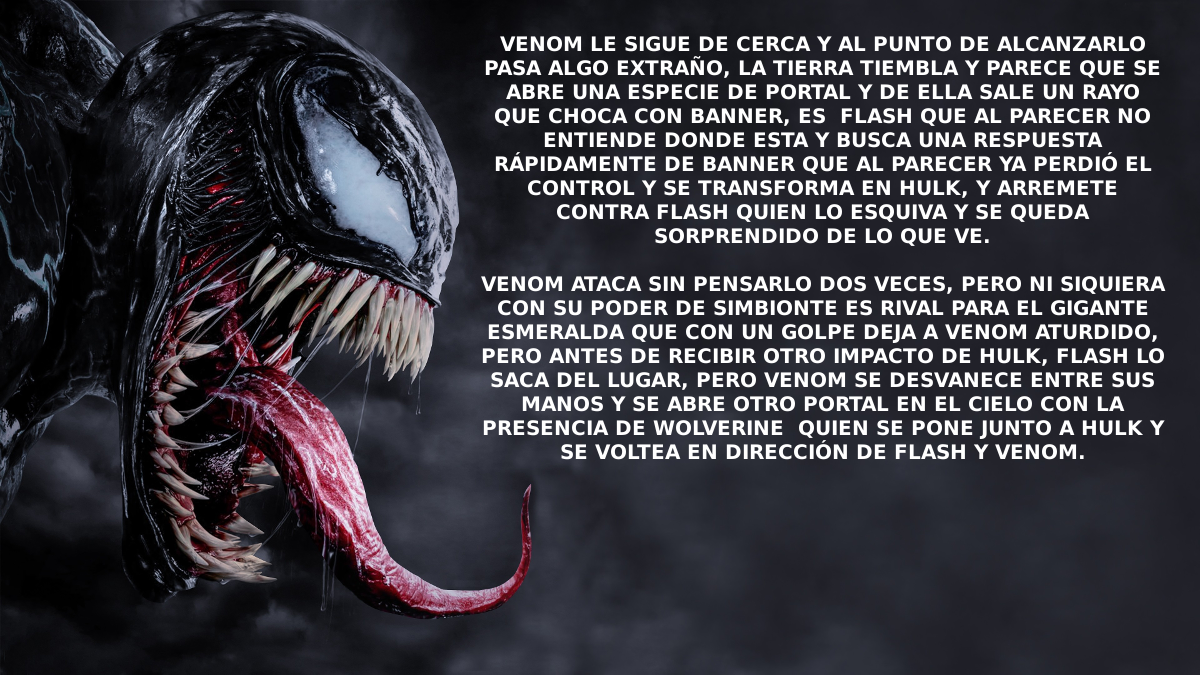 VENOM LE SIGUE DE CERCA Y AL PUNTO DE ALCANZARLO
PASA ALGO EXTRAÑO, LA TIERRA TIEMBLA Y PARECE QUE SE
ABRE UNA ESPECIE DE PORTAL Y DE ELLA SALE UN RAYO
QUE CHOCA CON BANNER, ES  FLASH QUE AL PARECER NO
ENTIENDE DONDE ESTA Y BUSCA UNA RESPUESTA
RÁPIDAMENTE DE BANNER QUE AL PARECER YA PERDIÓ EL
CONTROL Y SE TRANSFORMA EN HULK, Y ARREMETE
CONTRA FLASH QUIEN LO ESQUIVA Y SE QUEDA
SORPRENDIDO DE LO QUE VE.
VENOM ATACA SIN PENSARLO DOS VECES, PERO NI SIQUIERA
CON SU PODER DE SIMBIONTE ES RIVAL PARA EL GIGANTE
ESMERALDA QUE CON UN GOLPE DEJA A VENOM ATURDIDO,
PERO ANTES DE RECIBIR OTRO IMPACTO DE HULK, FLASH LO
SACA DEL LUGAR, PERO VENOM SE DESVANECE ENTRE SUS
MANOS Y SE ABRE OTRO PORTAL EN EL CIELO CON LA
PRESENCIA DE WOLVERINE  QUIEN SE PONE JUNTO A HULK Y
SE VOLTEA EN DIRECCIÓN DE FLASH Y VENOM.